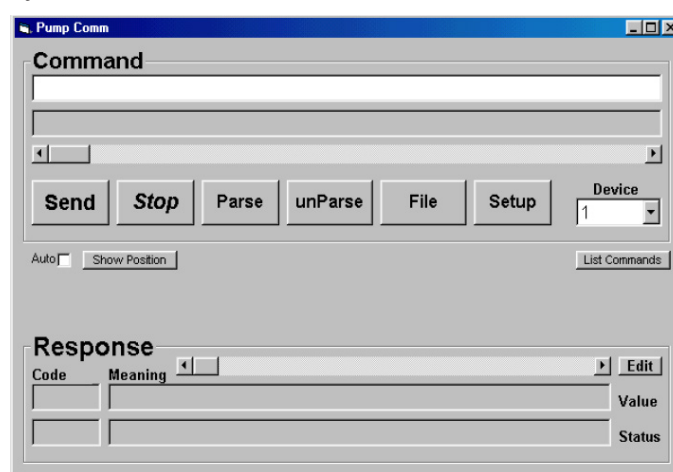 Pump Comm
Command
Send Stop Parse unParse File Setup Device
1
Auto Show Position List Commands
Response
Code Meaning Edit
Value
Status